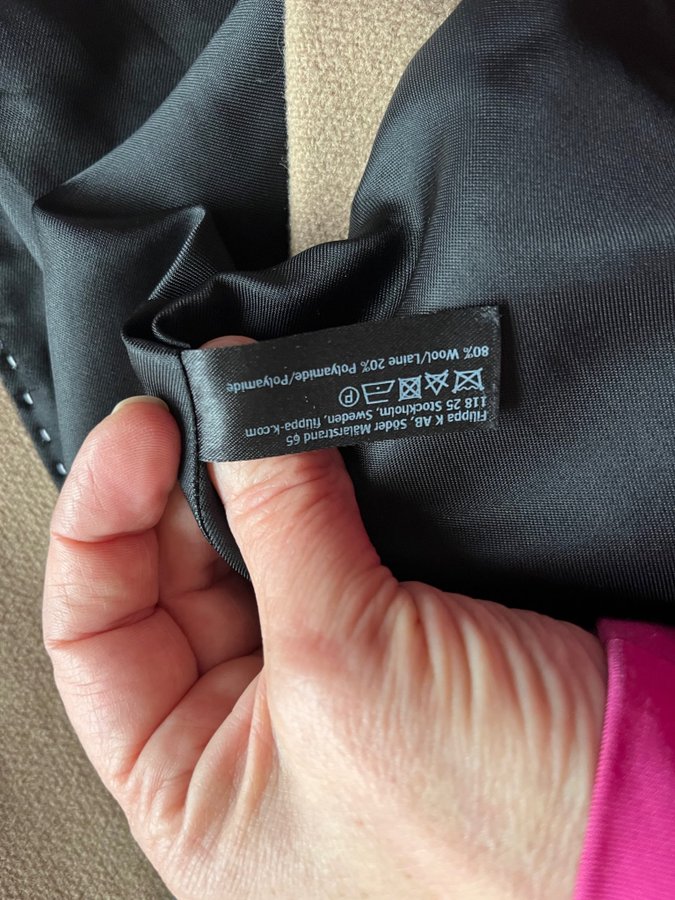 80% Wool/Laine 20% Polyamide/Polyamide
P
Filippa K AB, Söder Mälarstrand 65
118 25 Stockholm, Sweden, filippa-k.com